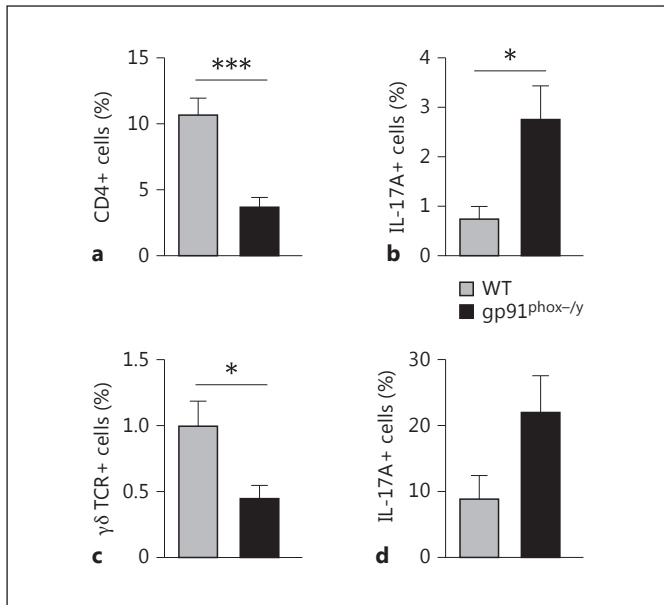 15
10
5
0
CD4+ cells (%)
***
a
4
3
2
1
0
IL-17A+ cells (%)
*
b
WT
gp91phox–/y
1.5
1.0
0.5
0
γδ TCR+ cells (%)
*
c
30
20
10
0
IL-17A+ cells (%)
d